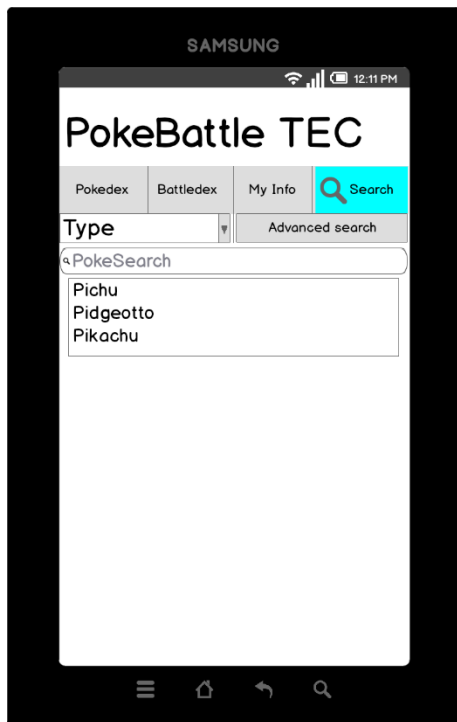 SAMSUNG
12:11 PM
PokeBattle TEC
Pokedex Battledex My Info Search
Type Advanced search
PokeSearch
Pichu
Pidgeotto
Pikachu